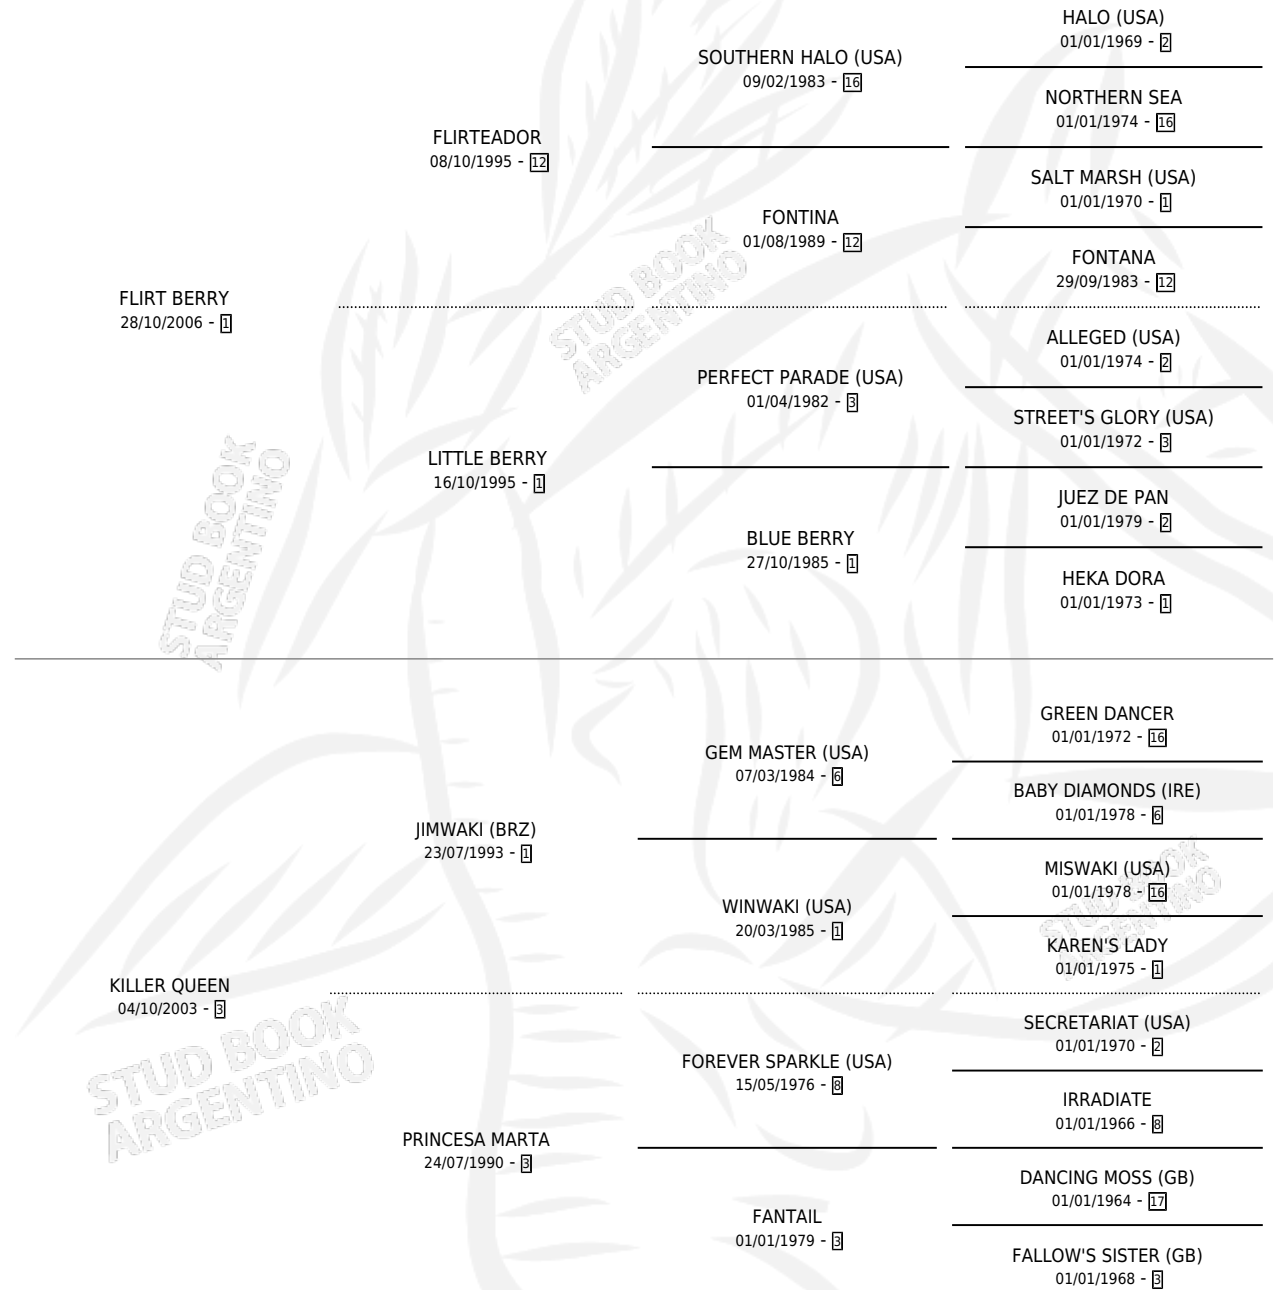 HALO (USA)
01/01/1969 - 2
SOUTHERN HALO (USA)
09/02/1983 - 16
NORTHERN SEA
01/01/1974 - 16
FLIRTEADOR
08/10/1995 - 12
SALT MARSH (USA)
01/01/1970 - 1
FONTINA
01/08/1989 - 12
FONTANA
29/09/1983 - 12
FLIRT BERRY
28/10/2006 - 1
ALLEGED (USA)
01/01/1974 - 2
PERFECT PARADE (USA)
01/04/1982 - 3
STREET'S GLORY (USA)
01/01/1972 - 3
LITTLE BERRY
16/10/1995 - 1
JUEZ DE PAN
01/01/1979 - 2
BLUE BERRY
27/10/1985 - 1
HEKA DORA
01/01/1973 - 1
GREEN DANCER
01/01/1972 - 16
GEM MASTER (USA)
07/03/1984 - 6
BABY DIAMONDS (IRE)
01/01/1978 - 6
JIMWAKI (BRZ)
23/07/1993 - 1
MISWAKI (USA)
01/01/1978 - 16
WINWAKI (USA)
20/03/1985 - 1
KAREN'S LADY
01/01/1975 - 1
KILLER QUEEN
04/10/2003 - 3
SECRETARIAT (USA)
01/01/1970 - 2
FOREVER SPARKLE (USA)
15/05/1976 - 8
IRRADIATE
01/01/1966 - 8
PRINCESA MARTA
24/07/1990 - 3
DANCING MOSS (GB)
01/01/1964 - 17
FANTAIL
01/01/1979 - 3
FALLOW'S SISTER (GB)
01/01/1968 - 3
STUD BOOK
ARGENTINO
STUD BOOK
ARGENTINO
STUD BOOK
ARGENTINO
STUD BOOK
ARGENTINO